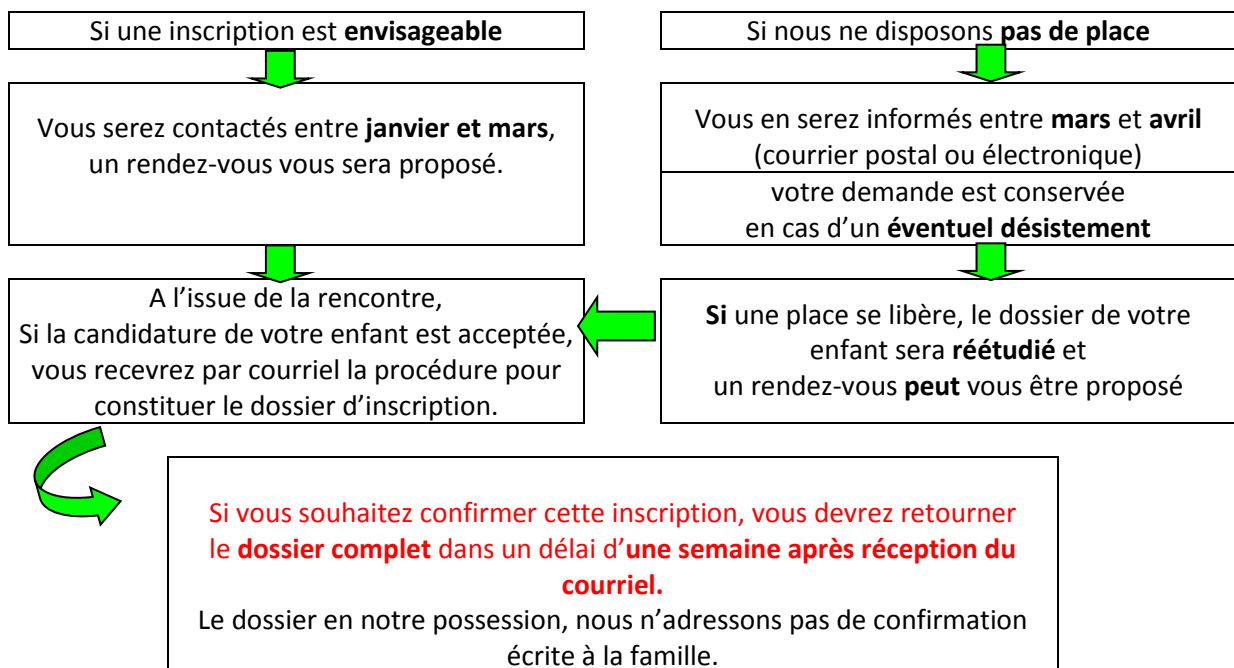 Si une inscription est envisageable
Vous serez contactés entre janvier et mars,
un rendez-vous vous sera proposé.
A l’issue de la rencontre,
Si la candidature de votre enfant est acceptée,
vous recevrez par courriel la procédure pour
constituer le dossier d’inscription.
Si nous ne disposons pas de place
Vous en serez informés entre mars et avril
(courrier postal ou électronique)
votre demande est conservée
en cas d’un éventuel désistement
Si une place se libère, le dossier de votre
enfant sera réétudié et
un rendez-vous peut vous être proposé
Si vous souhaitez confirmer cette inscription, vous devrez retourner
le dossier complet dans un délai d’une semaine après réception du
courriel.
Le dossier en notre possession, nous n’adressons pas de confirmation
écrite à la famille.